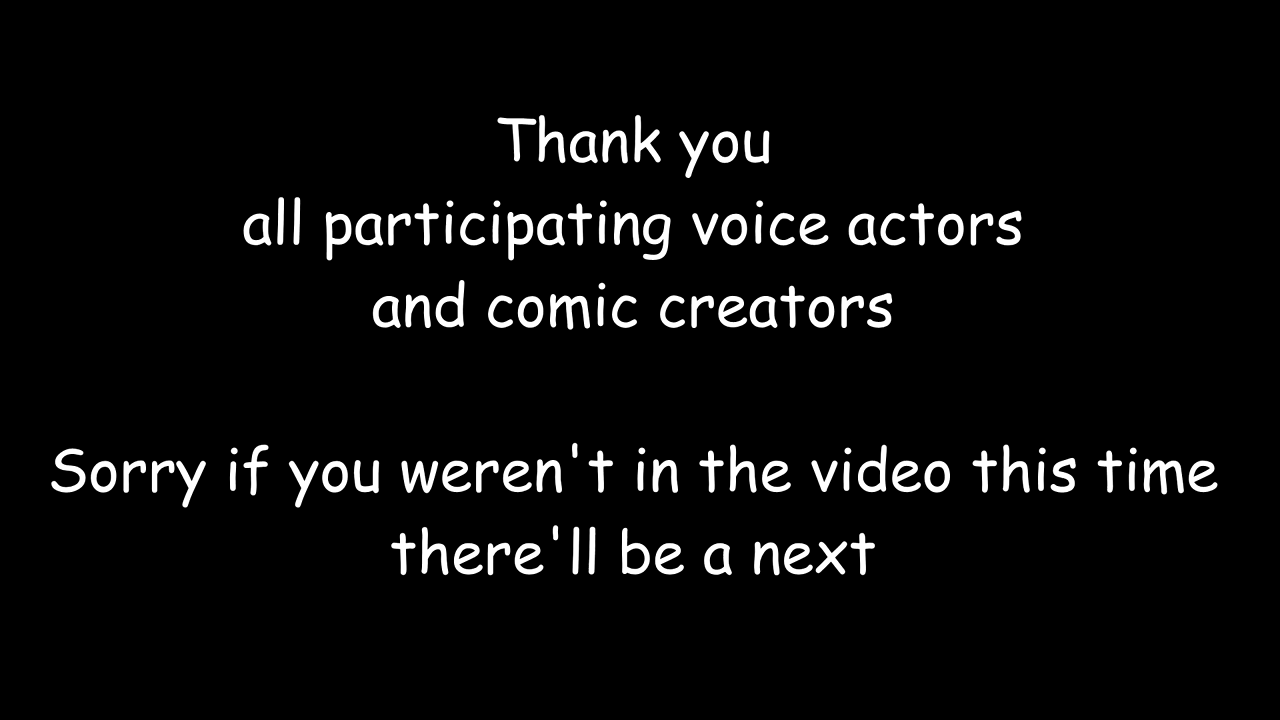 Thank you
all participating voice actors
and comic creators
Sorry if you weren't in the video this time
there'll be a next